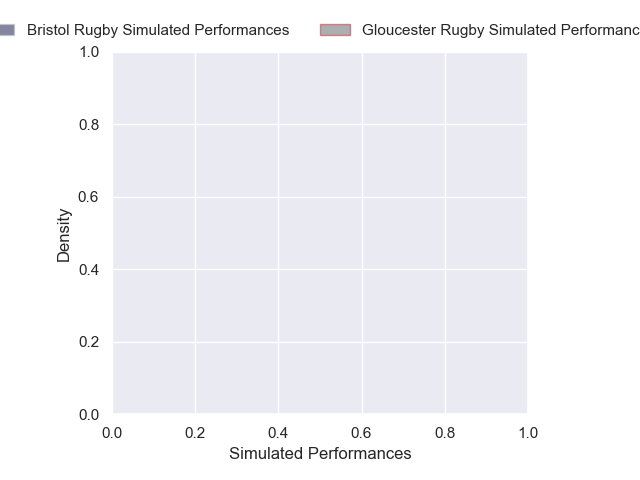 Bristol Rugby Simulated Performances Gloucester Rugby Simulated Performanc
1.0
0.8
0.6
0.4
0.2
0.0
Density
0.0 0.2 0.4 0.6 0.8 1.0
Simulated Performances